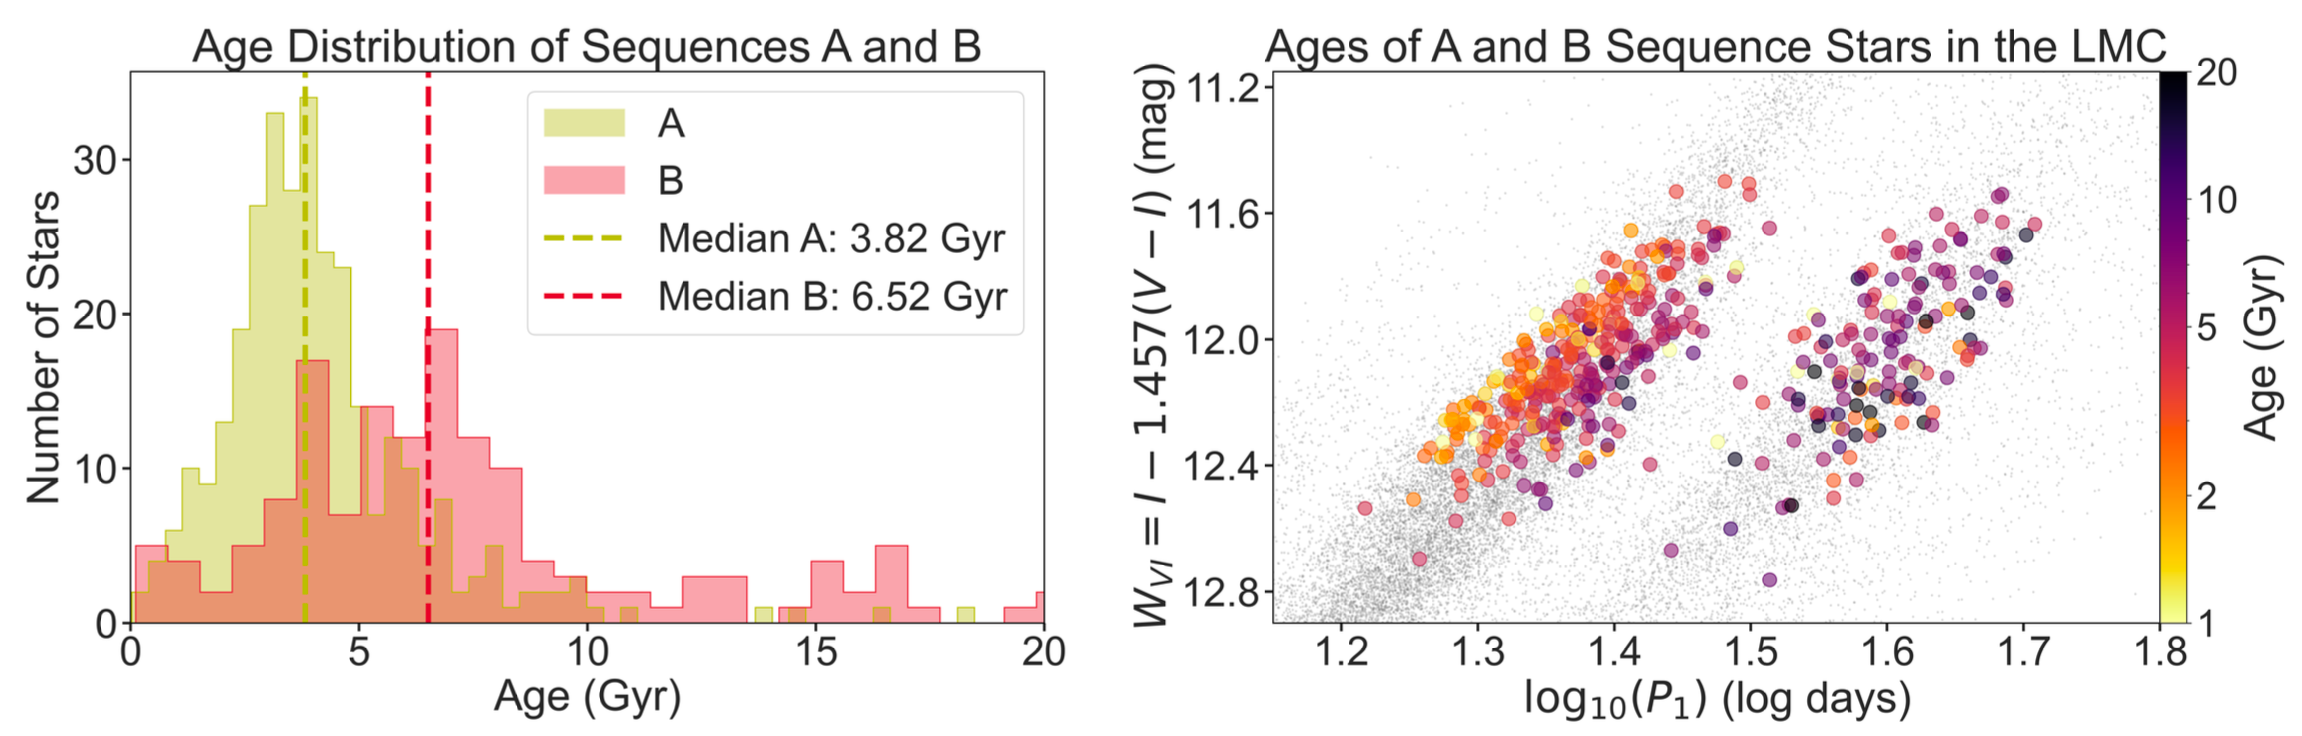 Age Distribution of Sequences A and B
Number of Stars
30
20
10
0
0 5 10 15 20
Age (Gyr)
A
B
Median A: 3.82 Gyr
Median B: 6.52 Gyr
Ages of A and B Sequence Stars in the LMC
W_{VI} = I − 1.457(V − I) (mag)
11.2
11.6
12.0
12.4
12.8
1.2 1.3 1.4 1.5 1.6 1.7 1.8
log₁₀(P₁) (log days)
20
10
5
2
1
Age (Gyr)